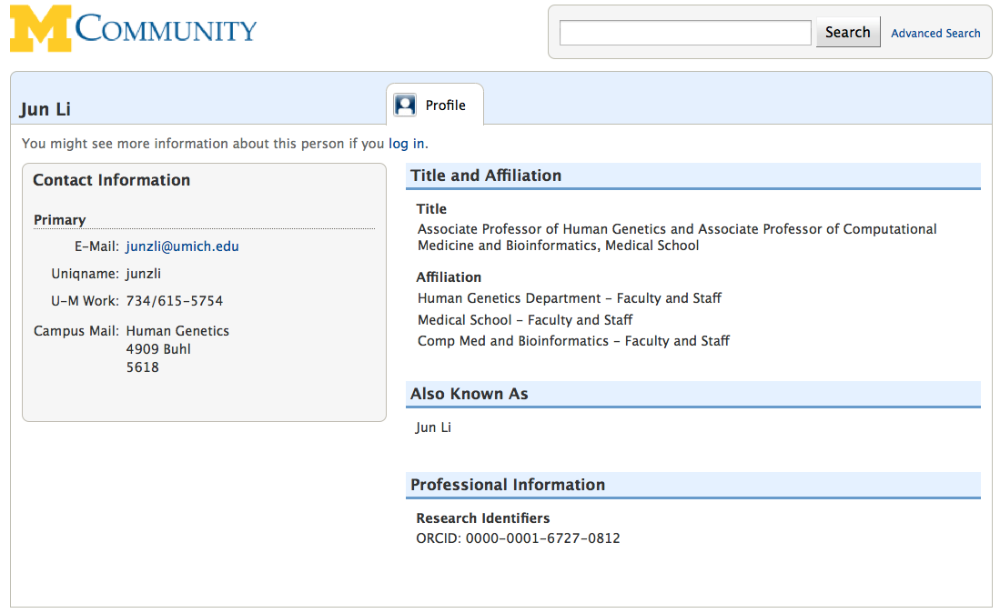 M COMMUNITY
Search
Advanced Search
Jun Li
Profile
You might see more information about this person if you log in.
Contact Information
Primary
E-Mail: junzli@umich.edu
Uniqname: junzli
U-M Work: 734/615-5754
Campus Mail: Human Genetics
4909 Buhl
5618
Title and Affiliation
Title
Associate Professor of Human Genetics and Associate Professor of Computational
Medicine and Bioinformatics, Medical School
Affiliation
Human Genetics Department - Faculty and Staff
Medical School - Faculty and Staff
Comp Med and Bioinformatics - Faculty and Staff
Also Known As
Jun Li
Professional Information
Research Identifiers
ORCID: 0000-0001-6727-0812